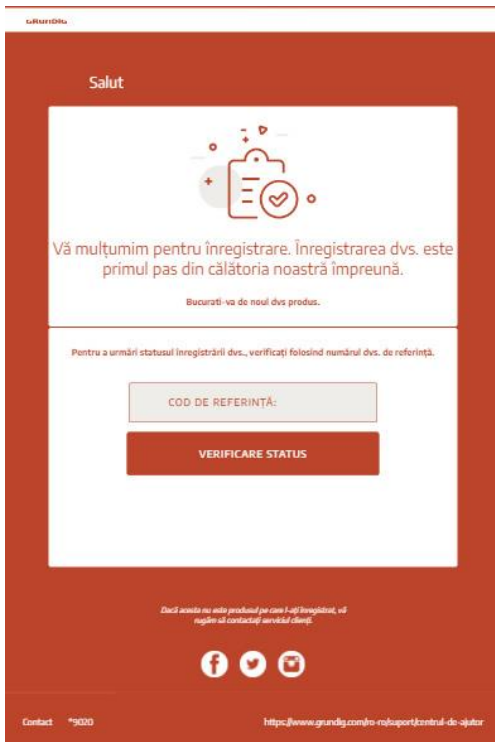 GRUNDIG
Salut
Vă mulțumim pentru înregistrare. Înregistrarea dvs. este
primul pas din călătoria noastră împreună.
Bucurati-va de noul dvs produs.
Pentru a urmări statusul înregistrării dvs., verificați folosind numărul dvs. de referință.
COD DE REFERINȚĂ:
VERIFICARE STATUS
Dacă acesta nu este produsul pe care l-ați înregistrat, vă
rugăm să contactați serviciul clienți.
Contact *9020 https://www.grundig.com/ro-ro/suport/centrul-de-ajutor